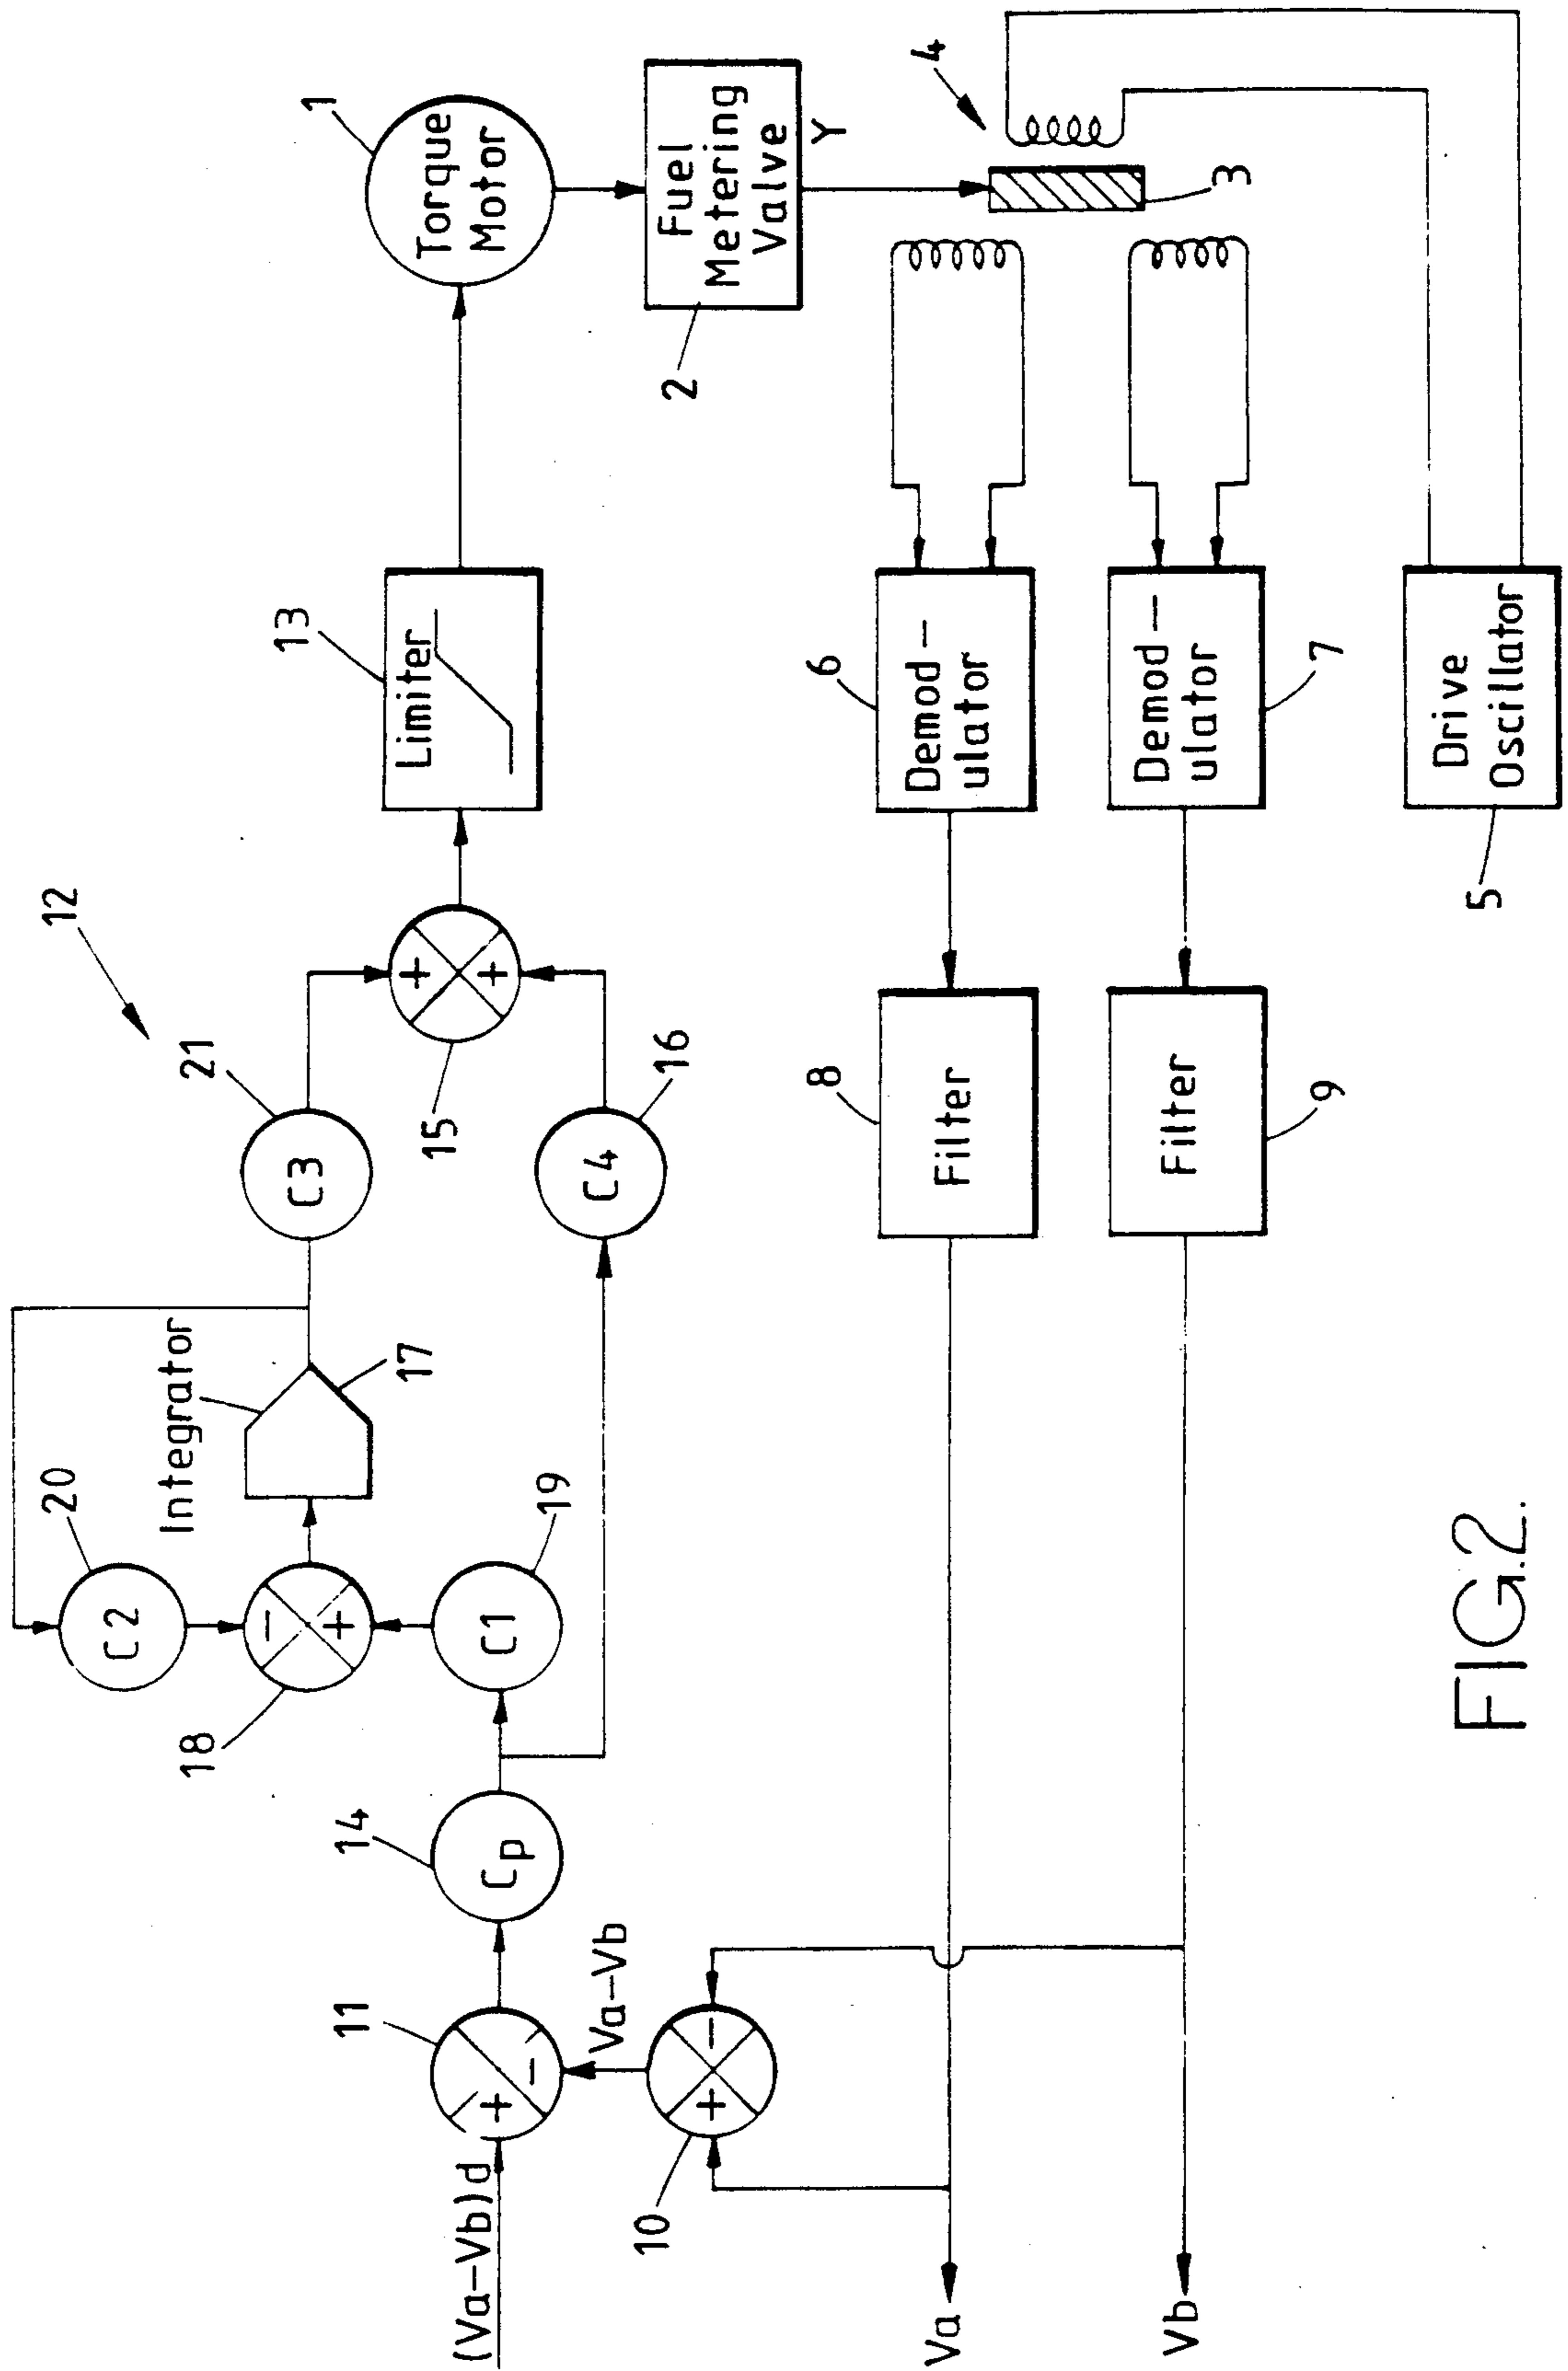 12
20
Integrator
21
C2
18
17
C3
13
1
Limiter
Torque
Motor
(Va–Vb)d
11
14
Cp
C1
19
15
C4
16
2
Fuel
Metering
Valve
Y
4
Va–Vb
10
8
Filter
6
Demod–
ulator
3
Va
Vb
Filter
9
Demod–
ulator
7
5
Drive
Oscillator
FIG.2.
+
–
–
+
+
+
+
–
+
–